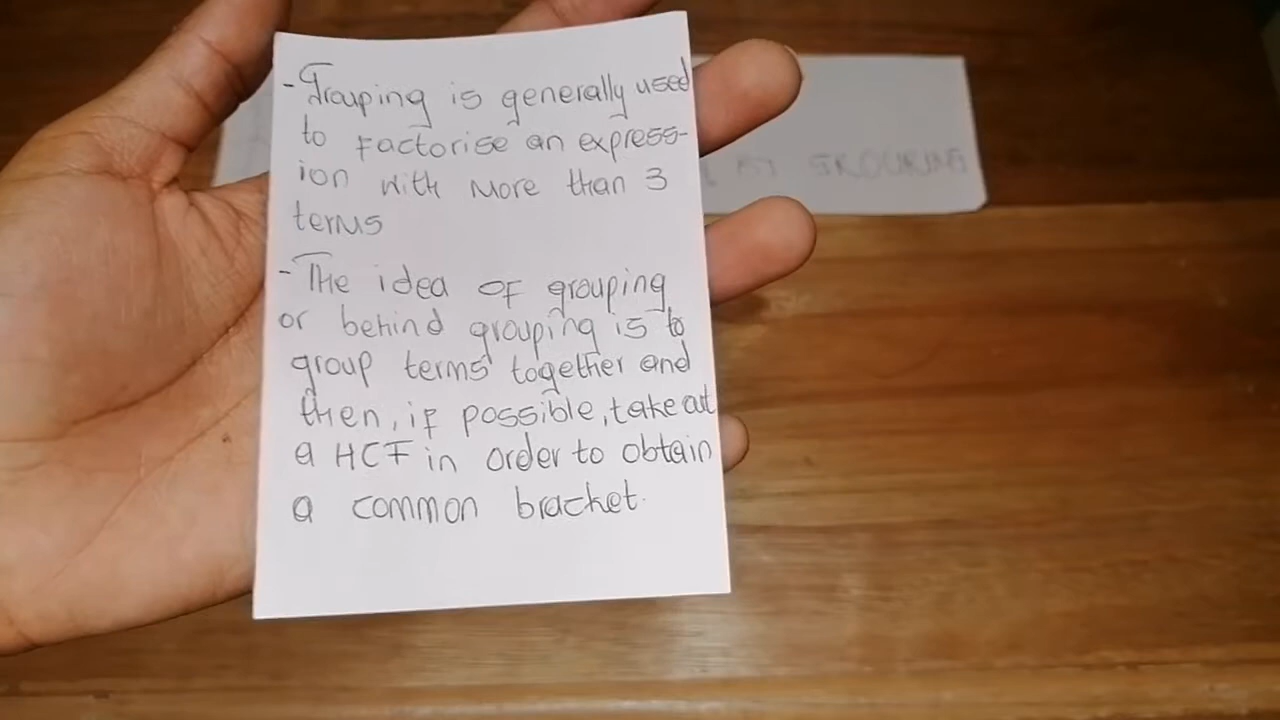 - Grouping is generally used
to factorise an express-
ion with more than 3
terms
- The idea of grouping
or behind grouping is to
group terms together and
then, if possible, take out
a HCF in order to obtain
a common bracket.
BY GROUPING